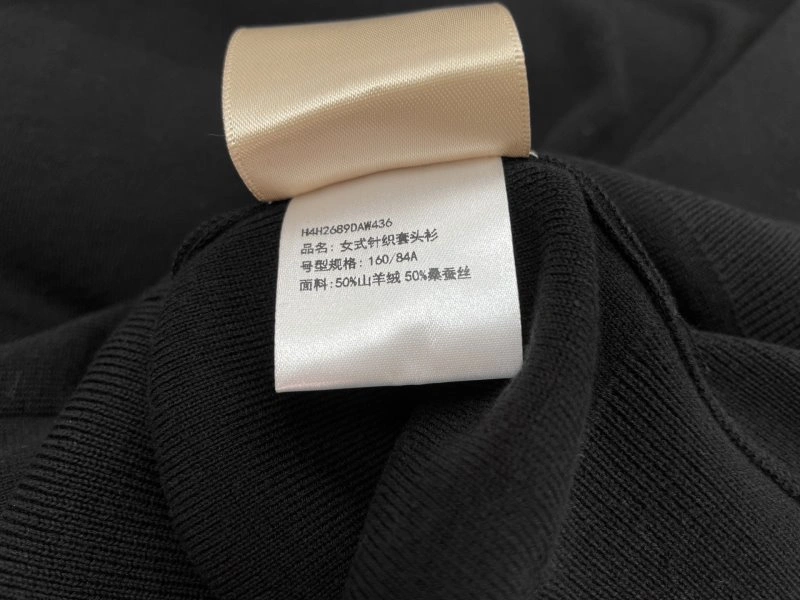 H4H2689DAW436
品名: 女式针织套头衫
号型规格: 160/84A
面料:50%山羊绒 50%桑蚕丝